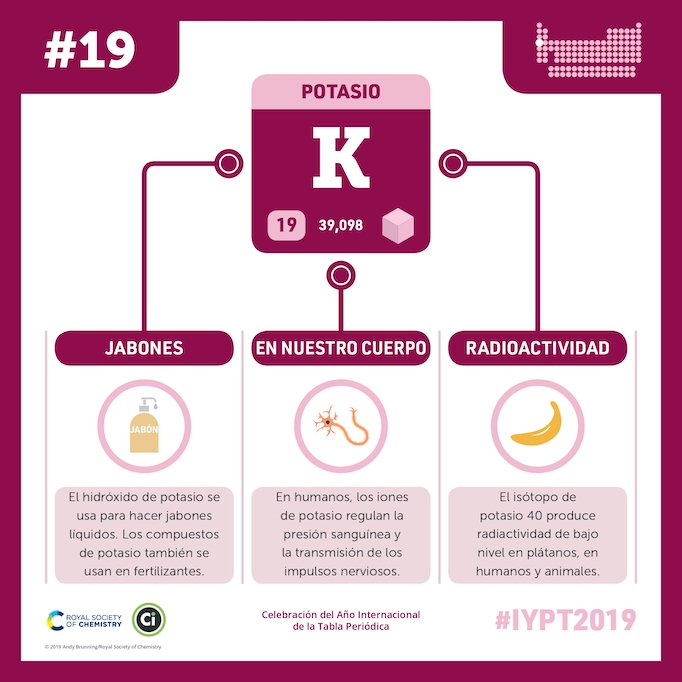 #19
POTASIO
K
19 39,098
JABONES
JABÓN
El hidróxido de potasio se
usa para hacer jabones
líquidos. Los compuestos
de potasio también se
usan en fertilizantes.
EN NUESTRO CUERPO
En humanos, los iones
de potasio regulan la
presión sanguínea y
la transmisión de los
impulsos nerviosos.
RADIOACTIVIDAD
El isótopo de
potasio 40 produce
radiactividad de bajo
nivel en plátanos, en
humanos y animales.
ROYAL SOCIETY
OF CHEMISTRY
Ci
© 2019 Andy Brunning/Royal Society of Chemistry
Celebración del Año Internacional
de la Tabla Periódica
#IYPT2019